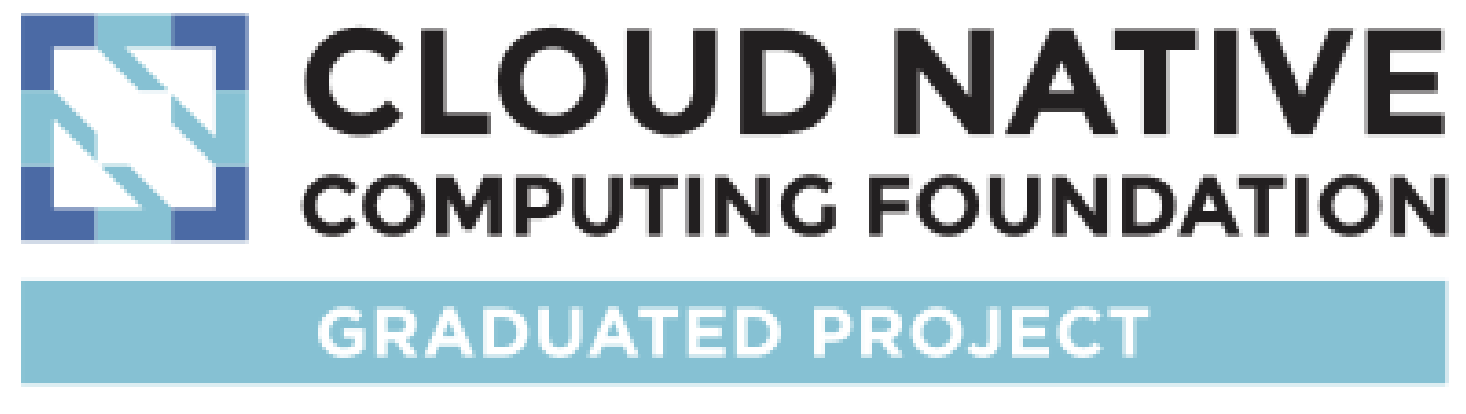 CLOUD NATIVE
COMPUTING FOUNDATION
GRADUATED PROJECT